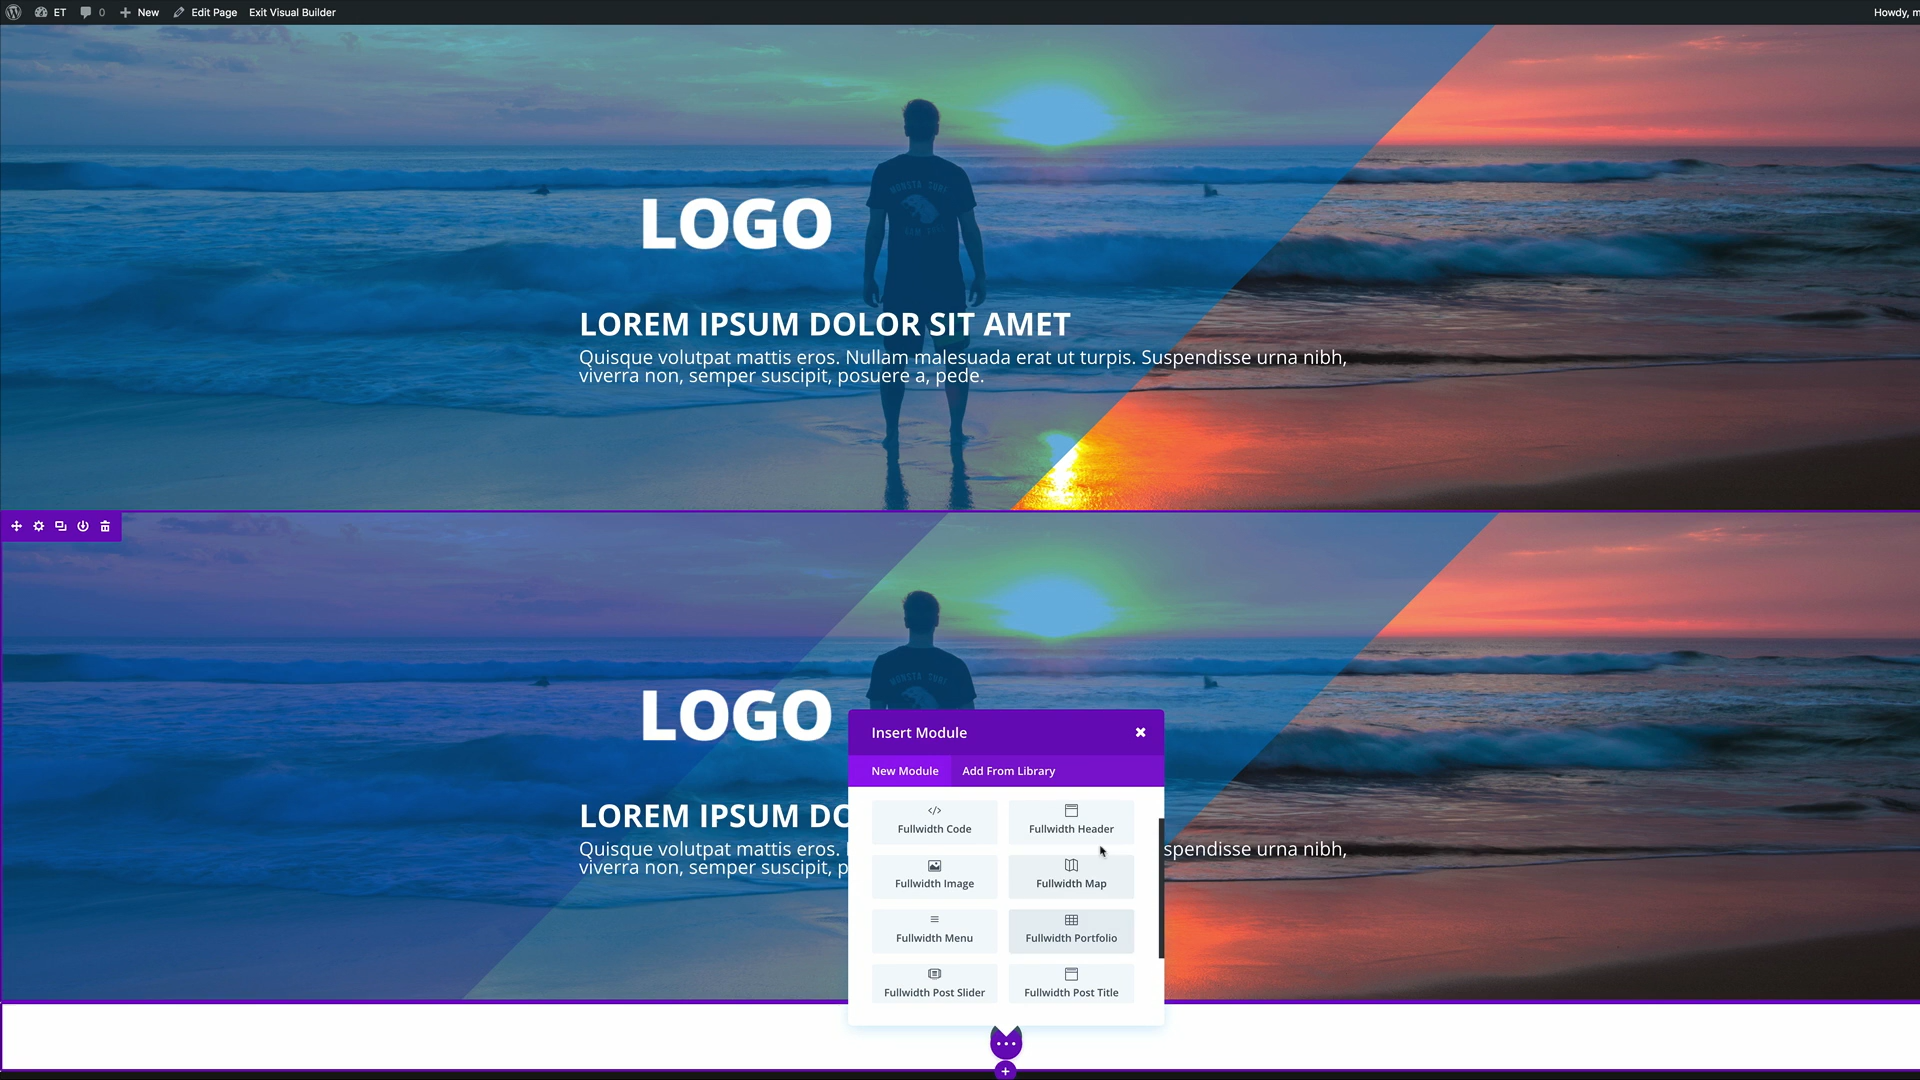 ET 0 New Edit Page Exit Visual Builder Howdy, m
MONSTA TURF
LOGO
LOREM IPSUM DOLOR SIT AMET
Quisque volutpat mattis eros. Nullam malesuada erat ut turpis. Suspendisse urna nibh,
viverra non, semper suscipit, posuere a, pede.
LOGO
Insert Module
New Module Add From Library
LOREM IPSUM DO
Fullwidth Code Fullwidth Header
Quisque volutpat mattis eros. spendisse urna nibh,
viverra non, semper suscipit, p
Fullwidth Image Fullwidth Map
Fullwidth Menu Fullwidth Portfolio
Fullwidth Post Slider Fullwidth Post Title